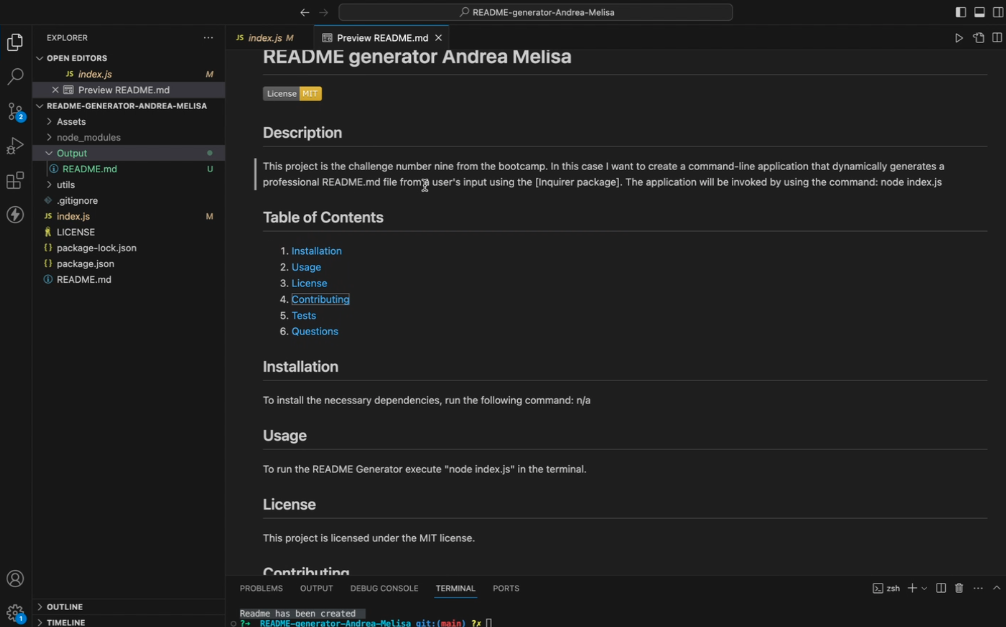 README-generator-Andrea-Melisa
EXPLORER
JS index.js M
Preview README.md
OPEN EDITORS
JS index.js M
Preview README.md
README-GENERATOR-ANDREA-MELISA
Assets
node_modules
Output
README.md U
utils
.gitignore
JS index.js M
LICENSE
{} package-lock.json
{} package.json
README.md
OUTLINE
TIMELINE
2
1
README generator Andrea Melisa
License MIT
Description
This project is the challenge number nine from the bootcamp. In this case I want to create a command-line application that dynamically generates a
professional README.md file from a user's input using the [Inquirer package]. The application will be invoked by using the command: node index.js
Table of Contents
1. Installation
2. Usage
3. License
4. Contributing
5. Tests
6. Questions
Installation
To install the necessary dependencies, run the following command: n/a
Usage
To run the README Generator execute "node index.js" in the terminal.
License
This project is licensed under the MIT license.
Contributing
PROBLEMS OUTPUT DEBUG CONSOLE TERMINAL PORTS
zsh
Readme has been created
?→ README-generator-Andrea-Melisa git:(main) ?✗